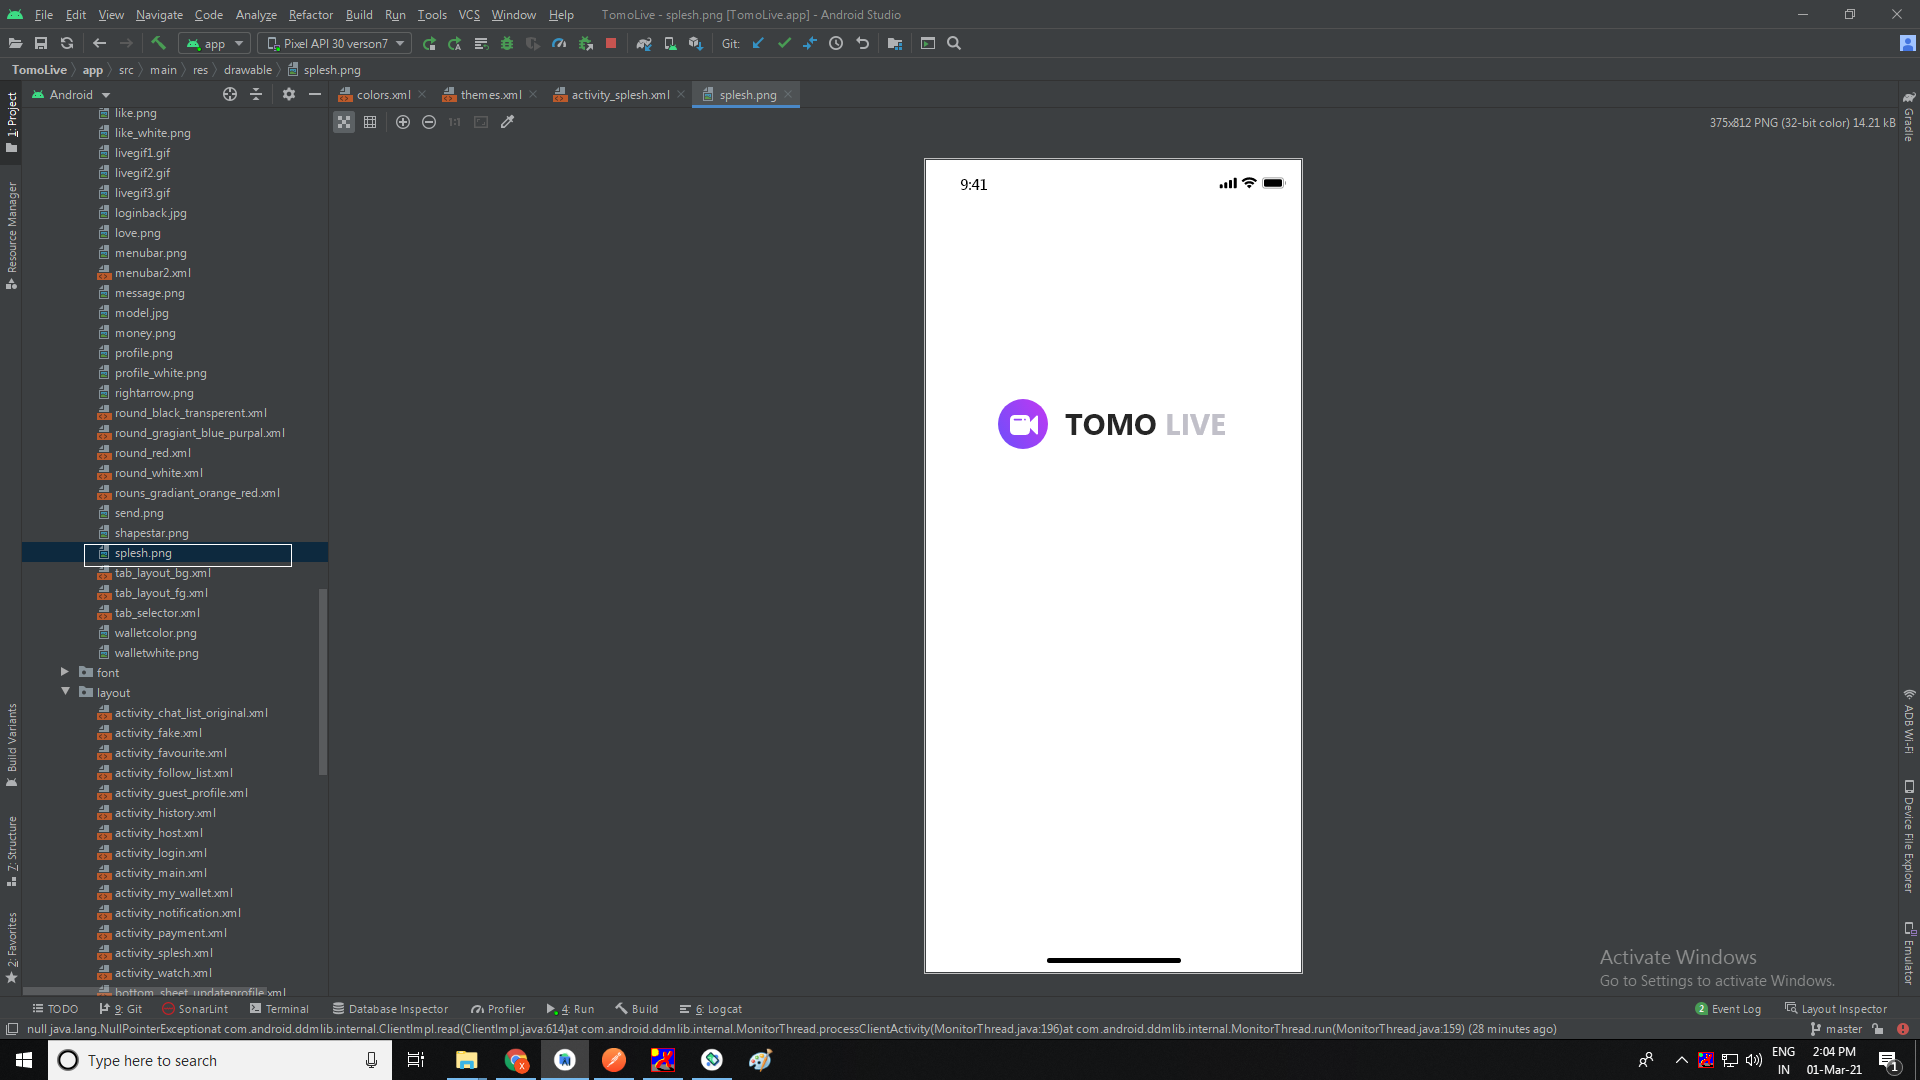 File Edit View Navigate Code Analyze Refactor Build Run Tools VCS Window Help TomoLive - splesh.png [TomoLive.app] - Android Studio
app Pixel API 30 verson7 Git:
TomoLive app src main res drawable splesh.png
Android colors.xml themes.xml activity_splesh.xml splesh.png
1:1 375x812 PNG (32-bit color) 14.21 kB
1: Project
Resource Manager
Build Variants
7: Structure
2: Favorites
like.png
like_white.png
livegif1.gif
livegif2.gif
livegif3.gif
loginback.jpg
love.png
menubar.png
menubar2.xml
message.png
model.jpg
money.png
profile.png
profile_white.png
rightarrow.png
round_black_transperent.xml
round_gragiant_blue_purpal.xml
round_red.xml
round_white.xml
rouns_gradiant_orange_red.xml
send.png
shapestar.png
splesh.png
tab_layout_bg.xml
tab_layout_fg.xml
tab_selector.xml
walletcolor.png
walletwhite.png
font
layout
activity_chat_list_original.xml
activity_fake.xml
activity_favourite.xml
activity_follow_list.xml
activity_guest_profile.xml
activity_history.xml
activity_host.xml
activity_login.xml
activity_main.xml
activity_my_wallet.xml
activity_notification.xml
activity_payment.xml
activity_splesh.xml
activity_watch.xml
bottom_sheet_updateprofile.xml
9:41
TOMO LIVE
Gradle
ADB Wi-Fi
Device File Explorer
Emulator
Activate Windows
Go to Settings to activate Windows.
TODO 9: Git SonarLint Terminal Database Inspector Profiler 4: Run Build 6: Logcat 2 Event Log Layout Inspector
null java.lang.NullPointerExceptionat com.android.ddmlib.internal.ClientImpl.read(ClientImpl.java:614)at com.android.ddmlib.internal.MonitorThread.processClientActivity(MonitorThread.java:196)at com.android.ddmlib.internal.MonitorThread.run(MonitorThread.java:159) (28 minutes ago) master
Type here to search
ENG 2:04 PM
IN 01-Mar-21 1